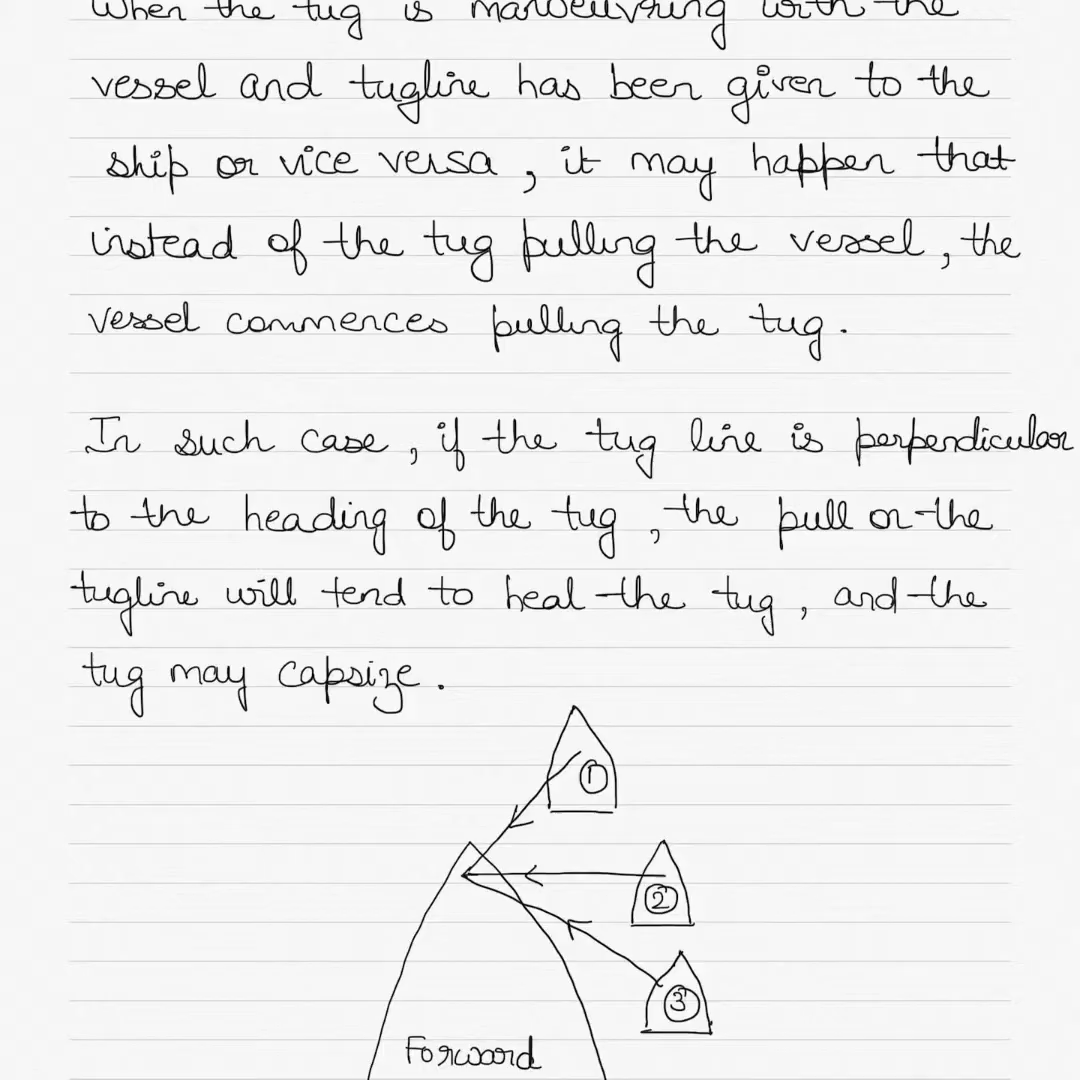 When the tug is manoeuvring with the
vessel and tugline has been given to the
ship or vice versa, it may happen that
instead of the tug pulling the vessel, the
vessel commences pulling the tug.
In such case, if the tug line is perpendicular
to the heading of the tug, the pull on the
tugline will tend to heal the tug, and the
tug may capsize.
1
2
3
Forward